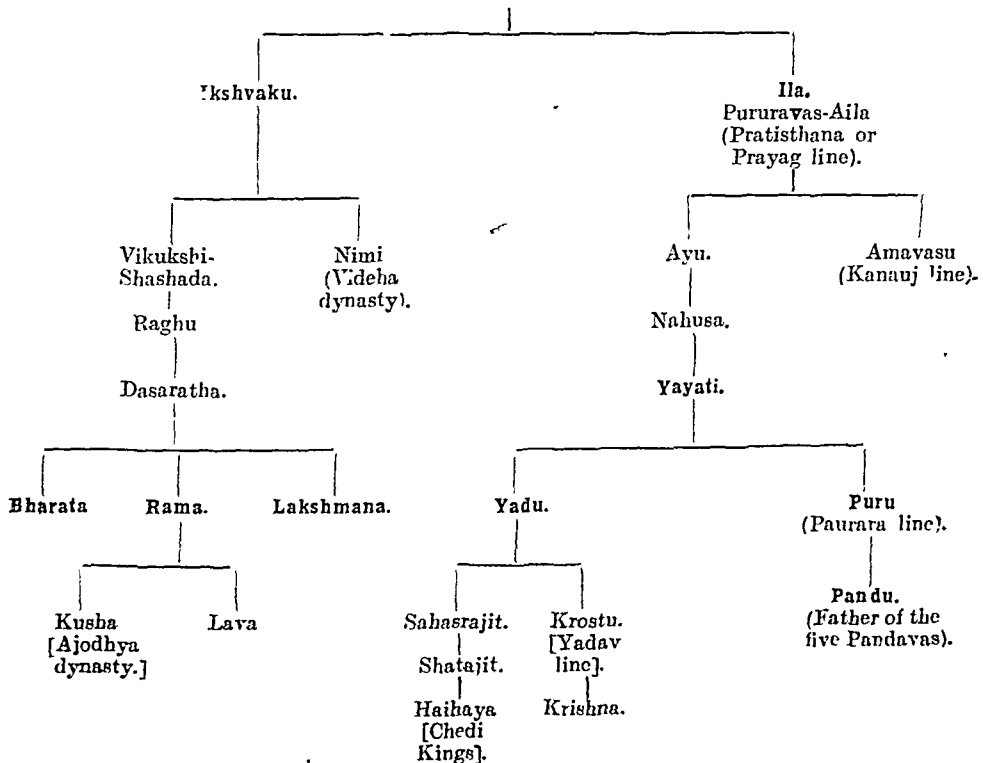 Ikshvaku.
Ila.
Pururavas-Aila
(Pratisthana or
Prayag line).
Vikukshi-
Shashada.
Nimi
(Videha
dynasty).
Ayu.
Amavasu
(Kanauj line).
Raghu
Nahusa.
Dasaratha.
Yayati.
Bharata
Rama.
Lakshmana.
Yadu.
Puru
(Paurara line).
Kusha
[Ajodhya
dynasty.]
Lava
Sahasrajit.
Krostu.
[Yadav
line].
Pandu.
(Father of the
five Pandavas).
Shatajit.
Haihaya
[Chedi
Kings].
Krishna.